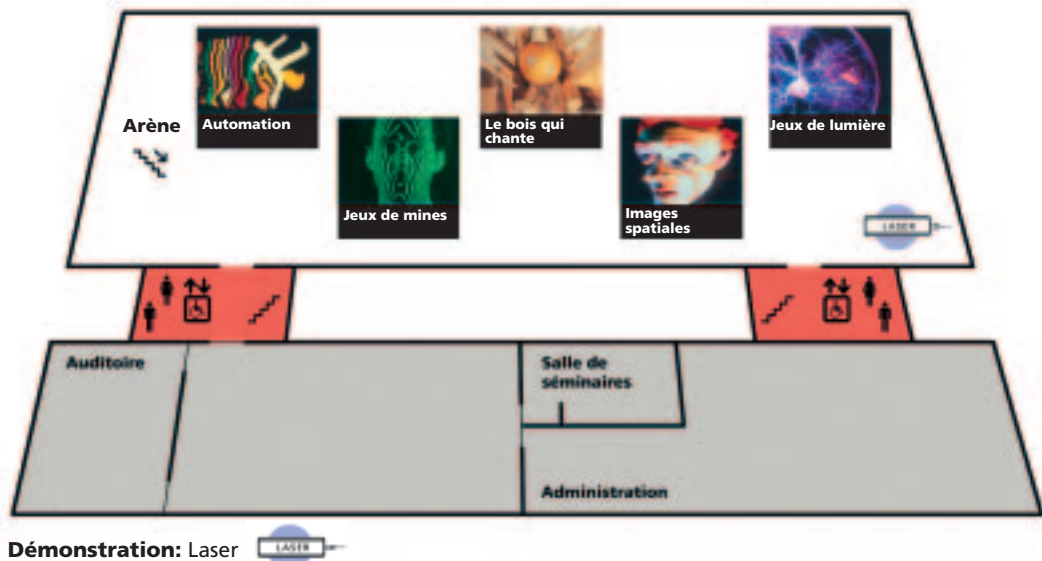 Arène
Automation
Le bois qui
chante
Jeux de lumière
Jeux de mines
Images
spatiales
LASER
Auditoire
Salle de
séminaires
Administration
Démonstration: Laser
LASER